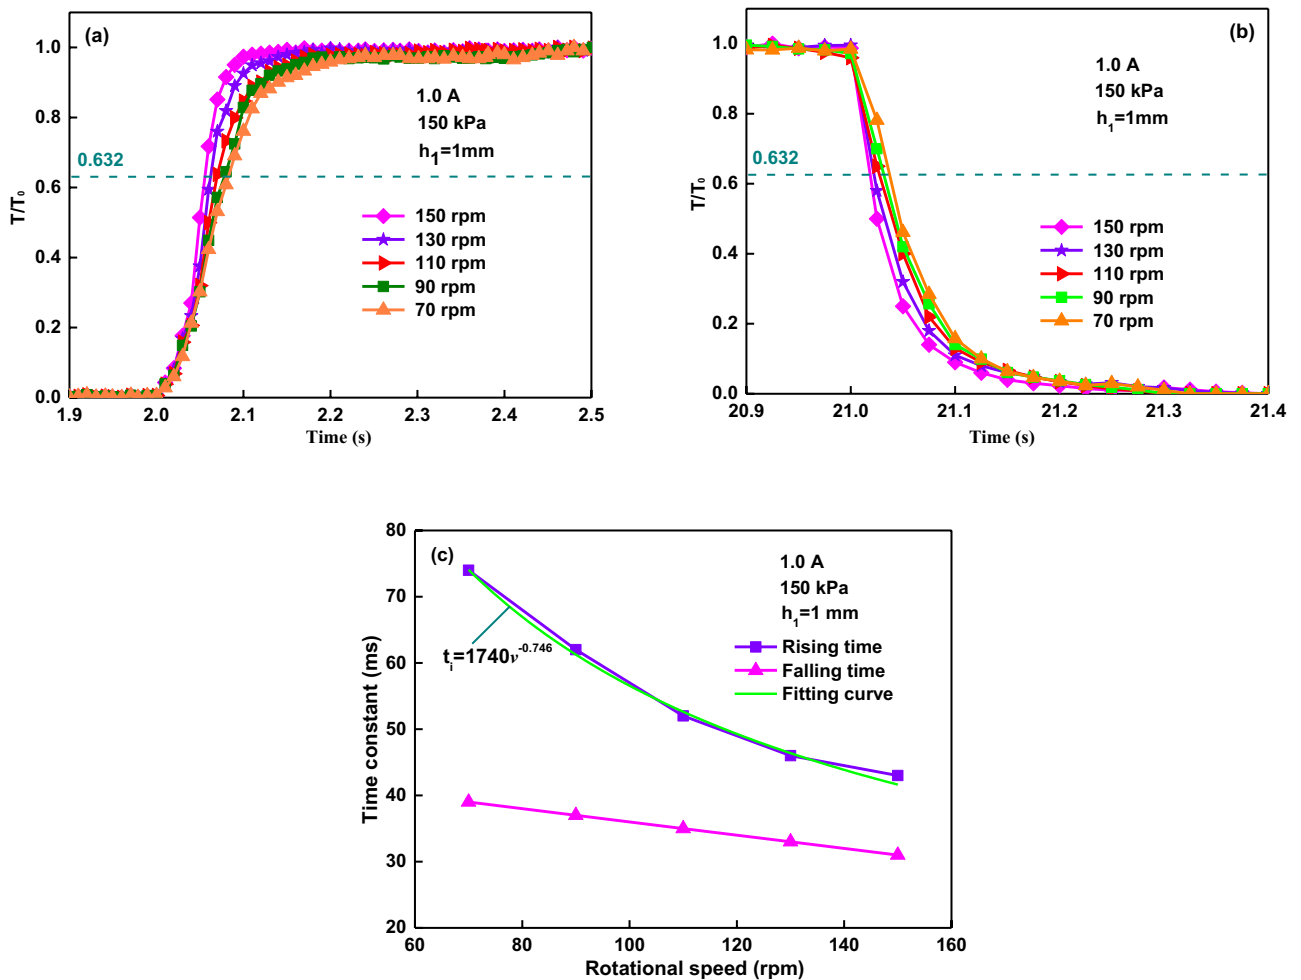 (a)
1.0
0.8
0.6
0.4
0.2
0.0
T/T₀
1.0 A
150 kPa
h₁=1mm
0.632
150 rpm
130 rpm
110 rpm
90 rpm
70 rpm
1.9 2.0 2.1 2.2 2.3 2.4 2.5
Time (s)
(b)
1.0
0.8
0.6
0.4
0.2
0.0
T/T₀
1.0 A
150 kPa
h₁=1mm
0.632
150 rpm
130 rpm
110 rpm
90 rpm
70 rpm
20.9 21.0 21.1 21.2 21.3 21.4
Time (s)
(c)
80
70
60
50
40
30
20
Time constant (ms)
1.0 A
150 kPa
h₁=1 mm
Rising time
Falling time
Fitting curve
tᵢ=1740ν⁻⁰·⁷⁴⁶
60 80 100 120 140 160
Rotational speed (rpm)